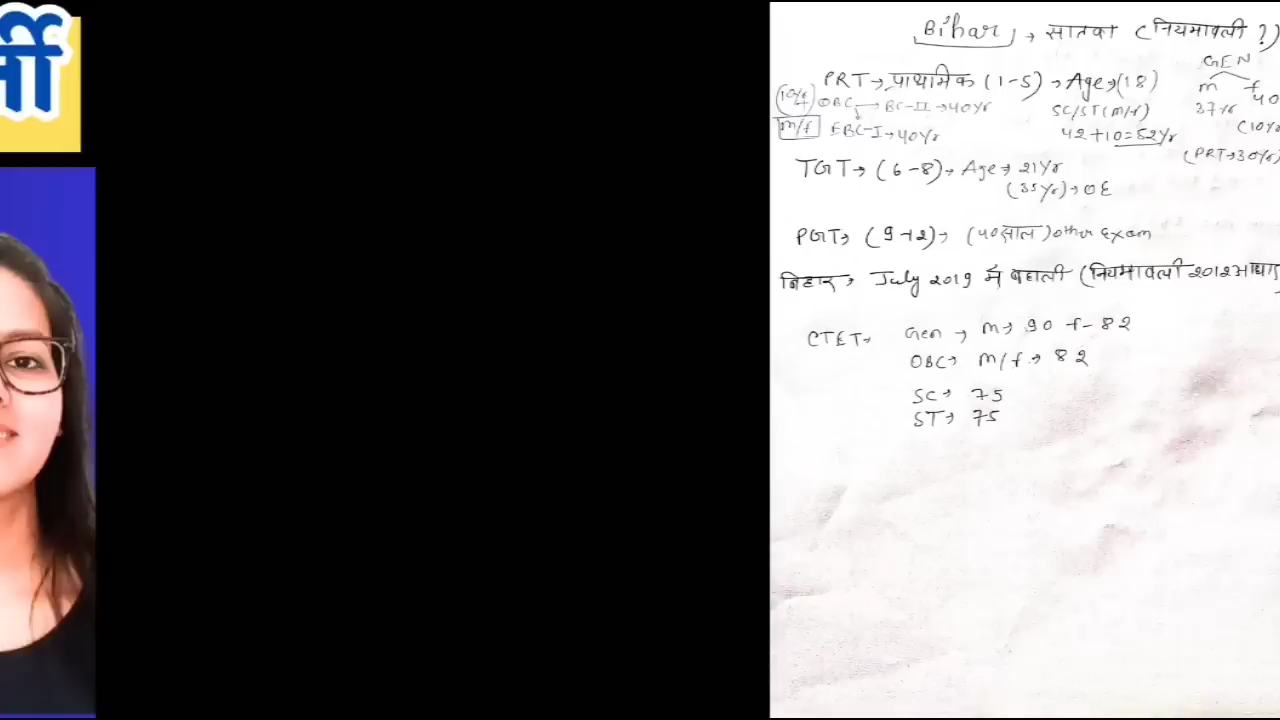 र्मी
Bihar → सातवा (नियमावली ?)
GEN
PRT → प्राथमिक (1-5) → Age → (18) m f
OBC → BC-II → 40yr SC/ST (m/f) 37yr 40
m/f EBC-I → 40yr 42+10=52yr (10yr
(PRT→30yr)
TGT → (6-8) → Age → 21yr
(35yr) → OE
PGT → (9-12) → (40साल) other Exam
बिहार → July 2019 में बहाली (नियमावली 2012
CTET → Gen → m → 90 f - 82
OBC → m/f → 82
SC → 75
ST → 75